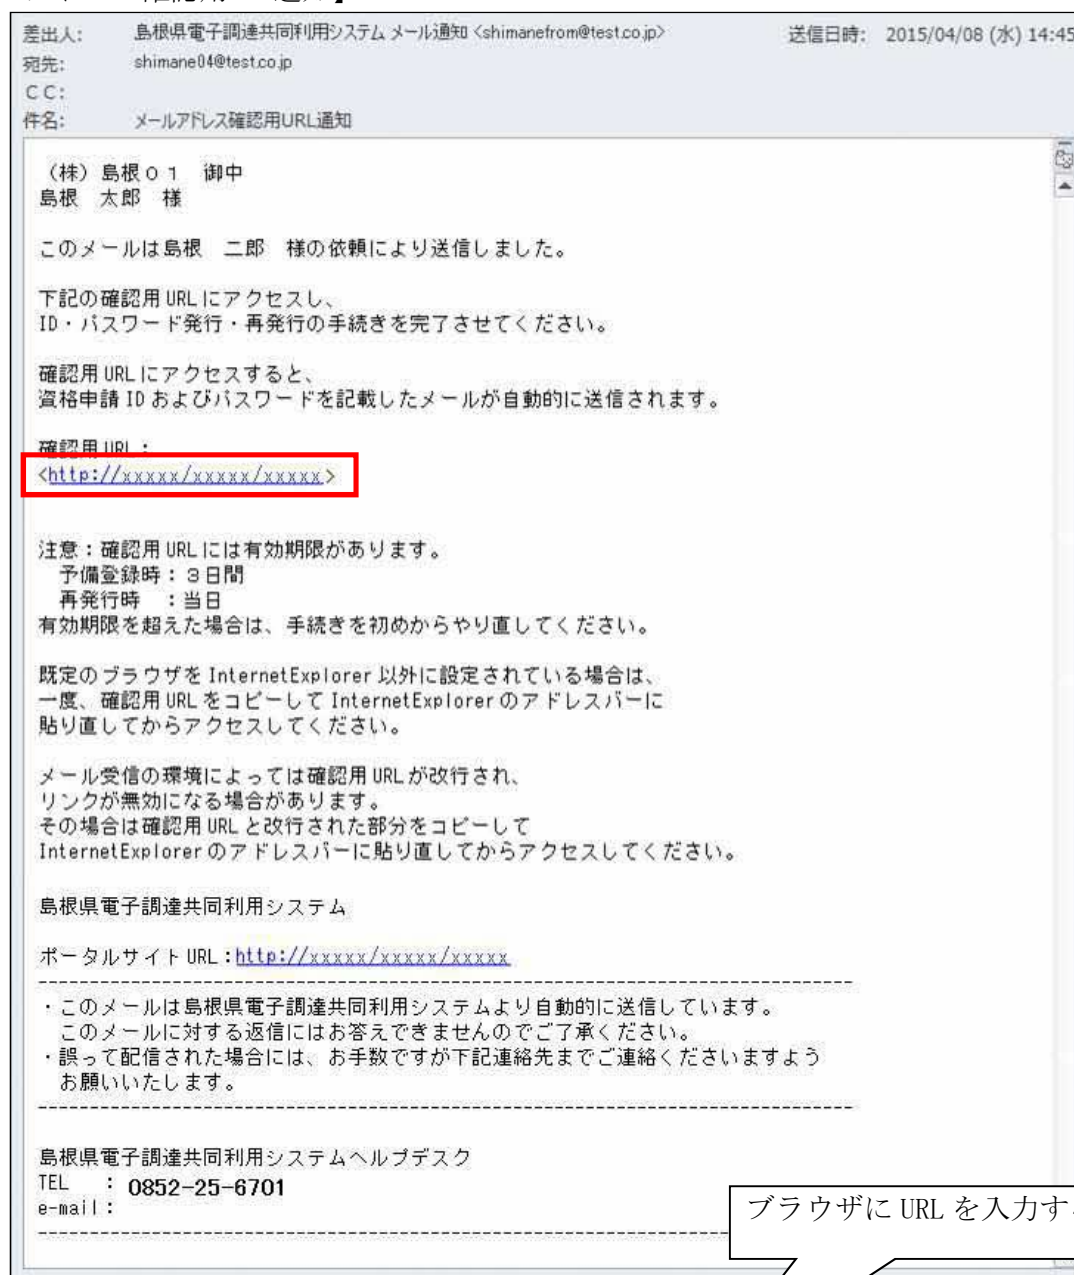 差出人: 島根県電子調達共同利用システム メール通知 <shimanefrom@test.co.jp> 送信日時: 2015/04/08 (水) 14:45
宛先: shimane04@test.co.jp
CC:
件名: メールアドレス確認用URL通知
(株)島根０１ 御中
島根 太郎 様
このメールは島根 二郎 様の依頼により送信しました。
下記の確認用URLにアクセスし、
ID・パスワード発行・再発行の手続きを完了させてください。
確認用URLにアクセスすると、
資格申請IDおよびパスワードを記載したメールが自動的に送信されます。
確認用URL：
<http://xxxxx/xxxxx/xxxxx>
注意：確認用URLには有効期限があります。
予備登録時：３日間
再発行時 ：当日
有効期限を超えた場合は、手続きを初めからやり直してください。
既定のブラウザをInternetExplorer以外に設定されている場合は、
一度、確認用URLをコピーしてInternetExplorerのアドレスバーに
貼り直してからアクセスしてください。
メール受信の環境によっては確認用URLが改行され、
リンクが無効になる場合があります。
その場合は確認用URLと改行された部分をコピーして
InternetExplorerのアドレスバーに貼り直してからアクセスしてください。
島根県電子調達共同利用システム
ポータルサイトURL：http://xxxxx/xxxxx/xxxxx
--------------------------------------------------------------------------------
・このメールは島根県電子調達共同利用システムより自動的に送信しています。
このメールに対する返信にはお答えできませんのでご了承ください。
・誤って配信された場合には、お手数ですが下記連絡先までご連絡くださいますよう
お願いいたします。
--------------------------------------------------------------------------------
島根県電子調達共同利用システムヘルプデスク
TEL ： 0852-25-6701
e-mail：
--------------------------------------------------------------------------------
ブラウザに URL を入力す